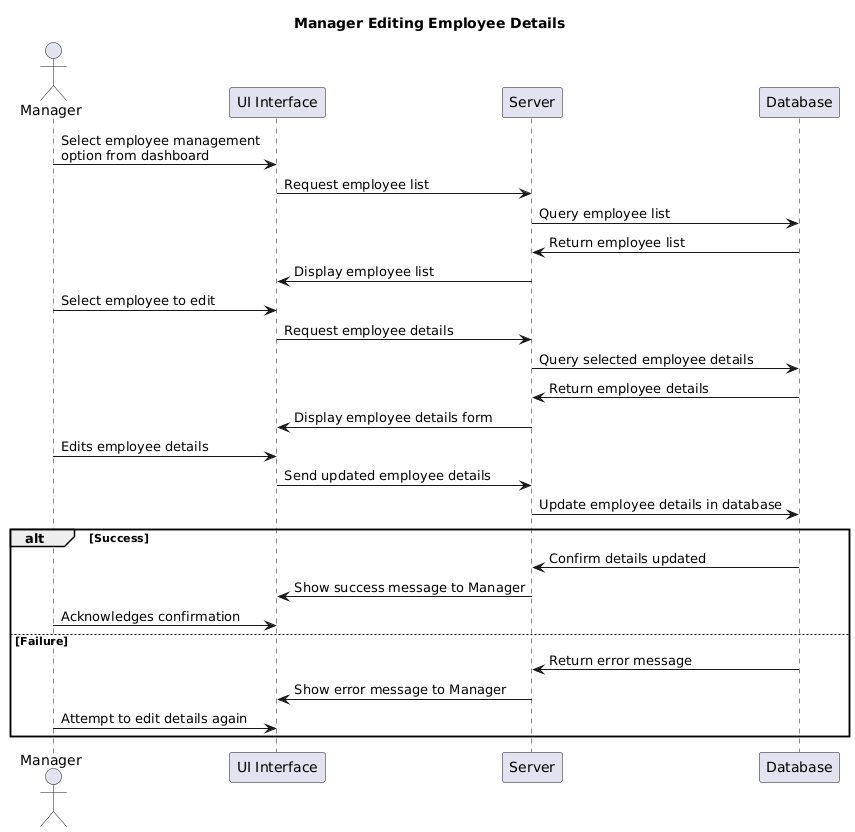 Manager Editing Employee Details
Manager
UI Interface
Server
Database
Select employee management
option from dashboard
Request employee list
Query employee list
Return employee list
Display employee list
Select employee to edit
Request employee details
Query selected employee details
Return employee details
Display employee details form
Edits employee details
Send updated employee details
Update employee details in database
alt
[Success]
Confirm details updated
Show success message to Manager
Acknowledges confirmation
[Failure]
Return error message
Show error message to Manager
Attempt to edit details again
Manager
UI Interface
Server
Database